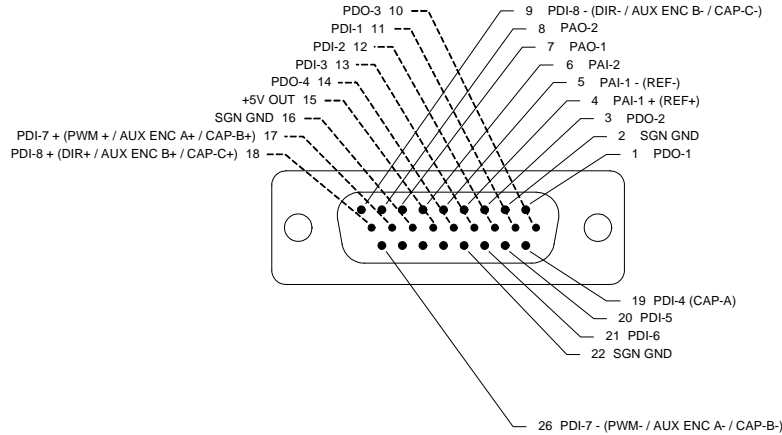 PDO-3 10
PDI-1 11
PDI-2 12
PDI-3 13
PDO-4 14
+5V OUT 15
SGN GND 16
PDI-7 + (PWM + / AUX ENC A+ / CAP-B+) 17
PDI-8 + (DIR+ / AUX ENC B+ / CAP-C+) 18
9 PDI-8 - (DIR- / AUX ENC B- / CAP-C-)
8 PAO-2
7 PAO-1
6 PAI-2
5 PAI-1 - (REF-)
4 PAI-1 + (REF+)
3 PDO-2
2 SGN GND
1 PDO-1
19 PDI-4 (CAP-A)
20 PDI-5
21 PDI-6
22 SGN GND
26 PDI-7 - (PWM- / AUX ENC A- / CAP-B-)